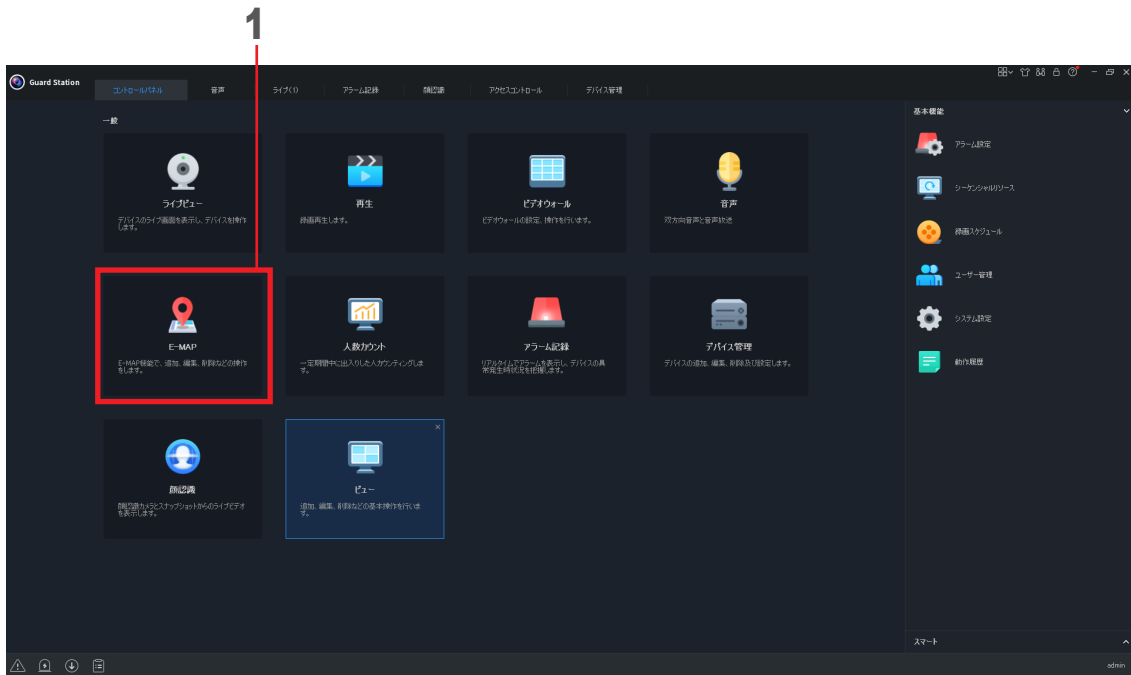 1
Guard Station
コントロールパネル
音声
ライブ(1)
アラーム記録
顔認識
アクセスコントロール
デバイス管理
一般
ライブビュー
デバイスのライブ画面を表示し、デバイスを操作
します。
再生
録画再生します。
ビデオウォール
ビデオウォールの設定、操作を行います。
音声
双方向音声と音声放送
E-MAP
E-MAP機能で、追加、編集、削除などの操作
をします。
人数カウント
一定期間中に出入りした人カウンティングしま
す。
アラーム記録
リアルタイムでアラームを表示し、デバイスの異
常発生時状況を把握します。
デバイス管理
デバイスの追加、編集、削除及び設定します。
顔認識
顔認識カメラとスナップショットからのライブビデオ
を表示します。
ビュー
追加、編集、削除などの基本操作を行いま
す。
基本機能
アラーム設定
シーケンシャルリソース
録画スケジュール
ユーザー管理
システム設定
動作履歴
スマート
admin